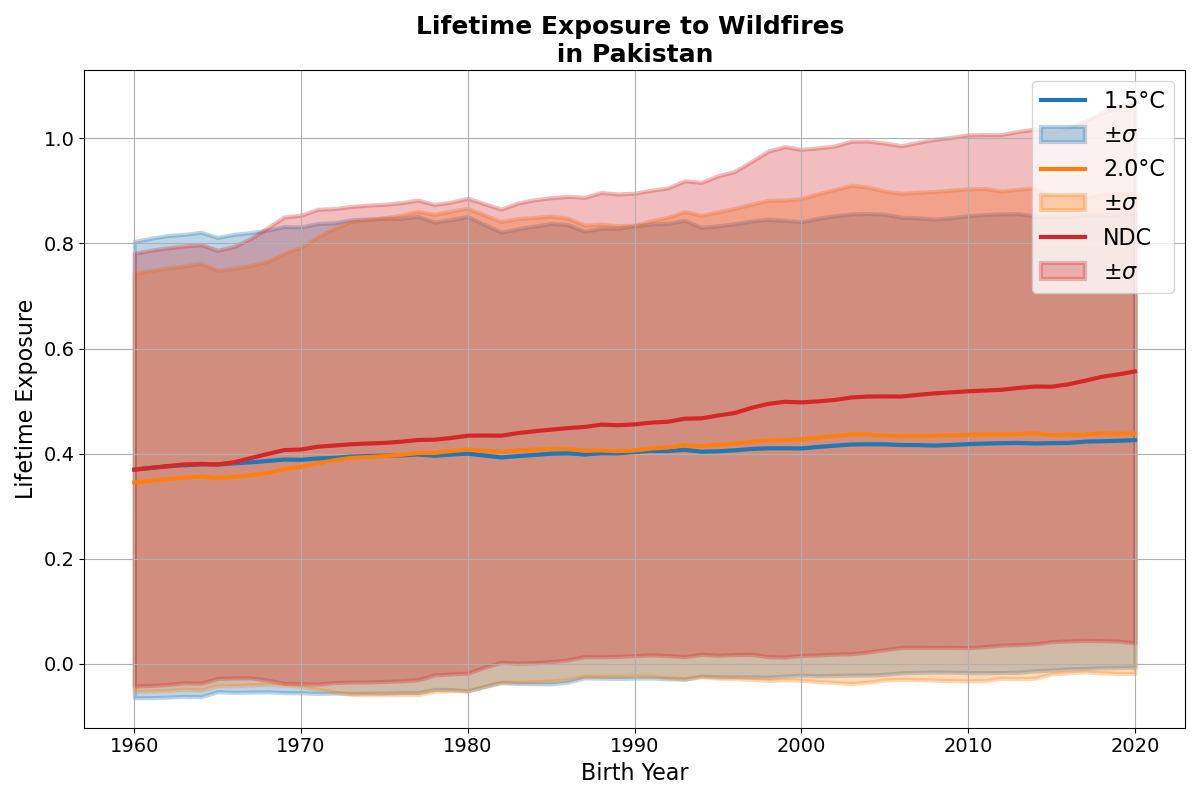 Lifetime Exposure to Wildfires
in Pakistan
1.5°C
±σ
2.0°C
±σ
NDC
±σ
Lifetime Exposure
1.0
0.8
0.6
0.4
0.2
0.0
1960 1970 1980 1990 2000 2010 2020
Birth Year